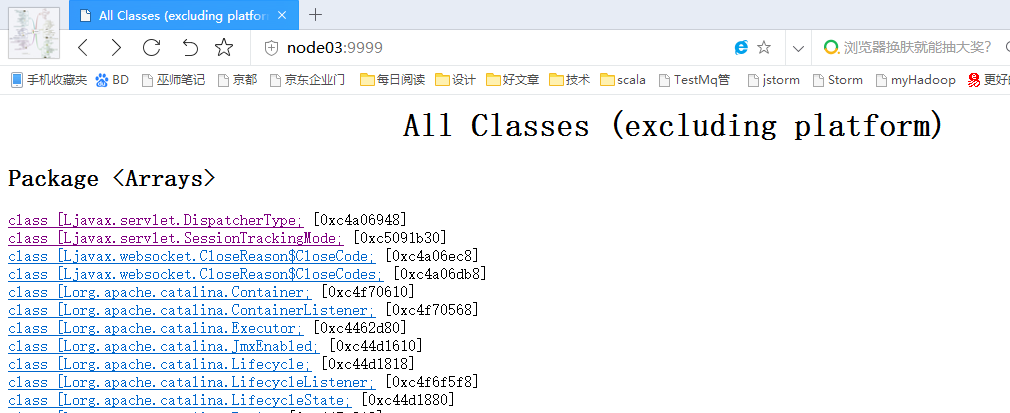 All Classes (excluding platfor
node03:9999
浏览器换肤就能抽大奖?
手机收藏夹 BD 巫师笔记 京都 京东企业门 每日阅读 设计 好文章 技术 scala TestMq管 jstorm Storm myHadoop 更好的
All Classes (excluding platform)
Package <Arrays>
class [Ljavax.servlet.DispatcherType; [0xc4a06948]
class [Ljavax.servlet.SessionTrackingMode; [0xc5091b30]
class [Ljavax.websocket.CloseReason$CloseCode; [0xc4a06ec8]
class [Ljavax.websocket.CloseReason$CloseCodes; [0xc4a06db8]
class [Lorg.apache.catalina.Container; [0xc4f70610]
class [Lorg.apache.catalina.ContainerListener; [0xc4f70568]
class [Lorg.apache.catalina.Executor; [0xc4462d80]
class [Lorg.apache.catalina.JmxEnabled; [0xc44d1610]
class [Lorg.apache.catalina.Lifecycle; [0xc44d1818]
class [Lorg.apache.catalina.LifecycleListener; [0xc4f6f5f8]
class [Lorg.apache.catalina.LifecycleState; [0xc44d1880]